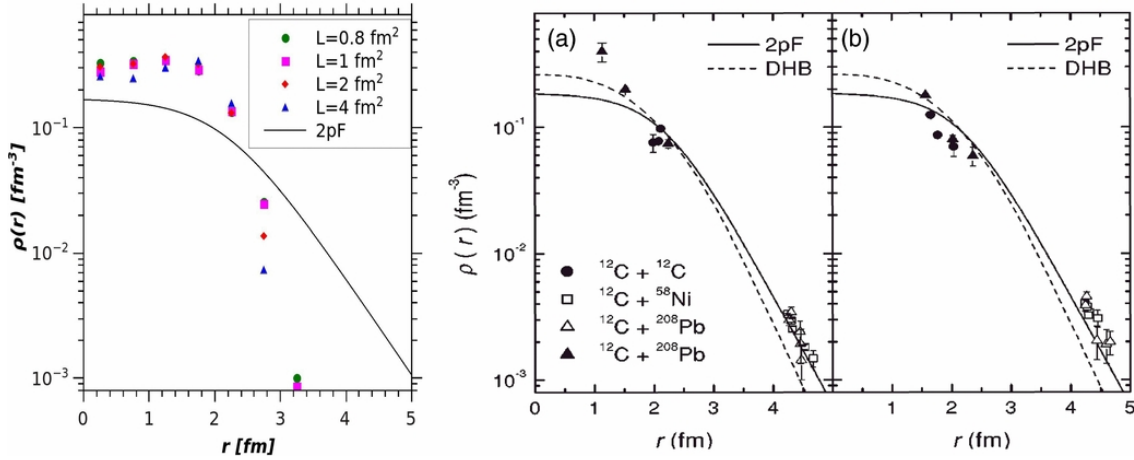 L=0.8 fm²
L=1 fm²
L=2 fm²
L=4 fm²
2pF
ρ(r) [fm⁻³]
10⁻¹
10⁻²
10⁻³
0 1 2 3 4 5
r [fm]
(a)
2pF
DHB
ρ (r) (fm⁻³)
10⁻¹
10⁻²
10⁻³
¹²C + ¹²C
¹²C + ⁵⁸Ni
¹²C + ²⁰⁸Pb
¹²C + ²⁰⁸Pb
0 1 2 3 4
r (fm)
(b)
2pF
DHB
0 1 2 3 4 5
r (fm)